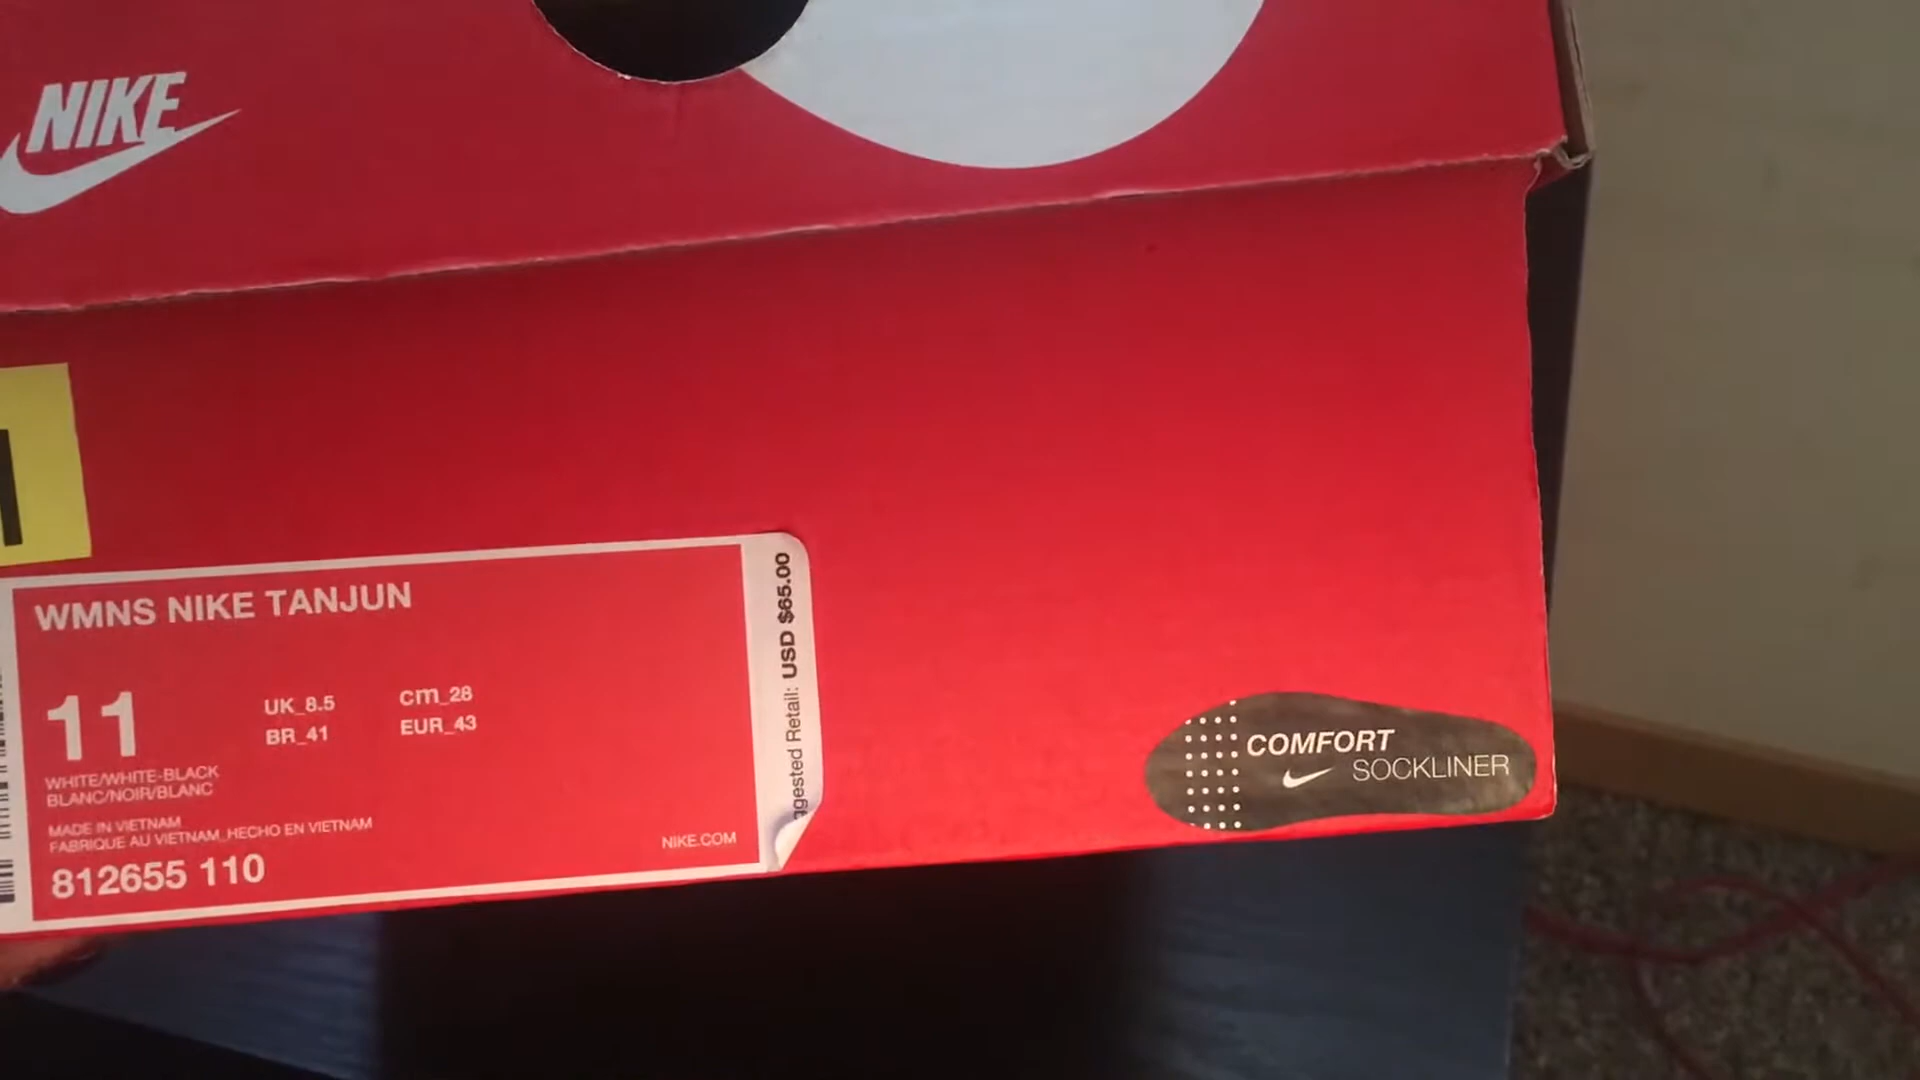 NIKE
WMNS NIKE TANJUN
11
UK_8.5 cm_28
BR_41 EUR_43
WHITE/WHITE-BLACK
BLANC/NOIR/BLANC
MADE IN VIETNAM
FABRIQUE AU VIETNAM_HECHO EN VIETNAM
812655 110
NIKE.COM
ggested Retail: USD $65.00
COMFORT
SOCKLINER